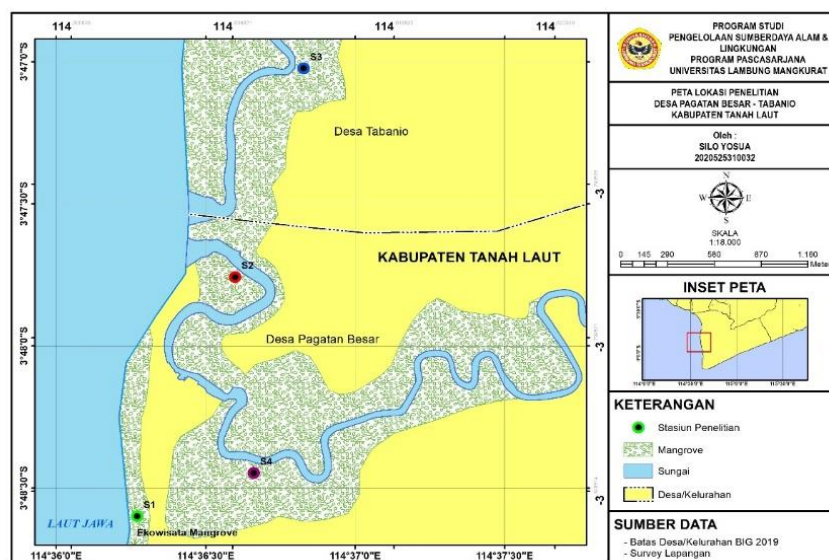 114
114
3°47'0"S
3°47'30"S
3°48'0"S
3°48'30"S
-3
-3
-3
S3
Desa Tabanio
S2
KABUPATEN TANAH LAUT
Desa Pagatan Besar
S4
S1
LAUT JAWA
Ekowisata Mangrove
114°36'0"E
114°36'30"E
114°37'0"E
114°37'30"E
PROGRAM STUDI
PENGELOLAAN SUMBERDAYA ALAM &
LINGKUNGAN
PROGRAM PASCASARJANA
UNIVERSITAS LAMBUNG MANGKURAT
PETA LOKASI PENELITIAN
DESA PAGATAN BESAR - TABANIO
KABUPATEN TANAH LAUT
Oleh :
SILO YOSUA
2020525310032
N
W E
S
SKALA
1:18.000
0 145 290 580 870 1.160
Meter
INSET PETA
KETERANGAN
Stasiun Penelitian
Mangrove
Sungai
Desa/Kelurahan
SUMBER DATA
- Batas Desa/Kelurahan BIG 2019
- Survey Lapangan